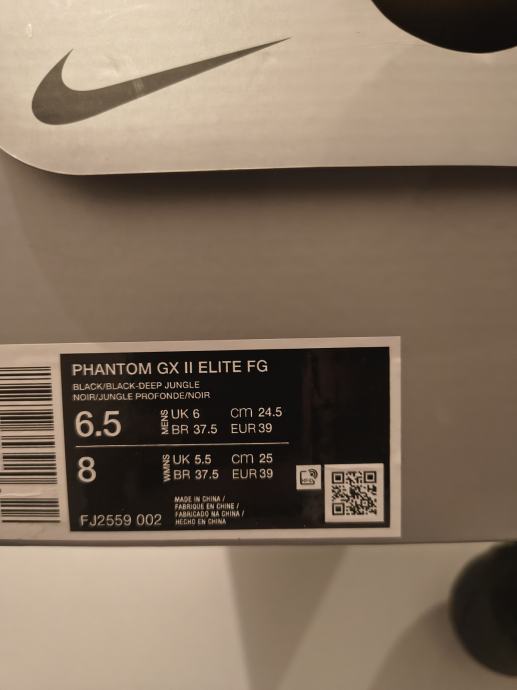 PHANTOM GX II ELITE FG
BLACK/BLACK-DEEP JUNGLE
NOIR/JUNGLE PROFONDE/NOIR
6.5 MENS UK 6 cm 24.5
BR 37.5 EUR 39
8 WMNS UK 5.5 cm 25
BR 37.5 EUR 39
FJ2559 002
MADE IN CHINA /
FABRIQUE EN CHINE /
FABRICADO NA CHINA /
HECHO EN CHINA